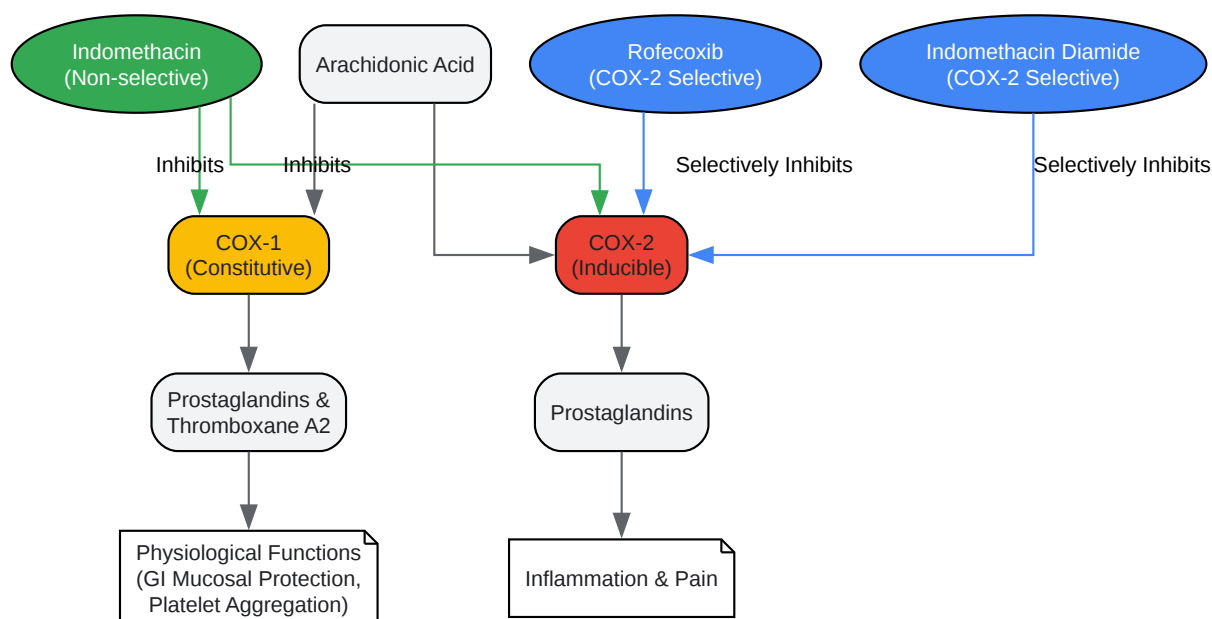 Indomethacin
(Non-selective)
Arachidonic Acid
Rofecoxib
(COX-2 Selective)
Indomethacin Diamide
(COX-2 Selective)
Inhibits
Inhibits
Selectively Inhibits
Selectively Inhibits
COX-1
(Constitutive)
COX-2
(Inducible)
Prostaglandins &
Thromboxane A2
Prostaglandins
Physiological Functions
(GI Mucosal Protection,
Platelet Aggregation)
Inflammation & Pain